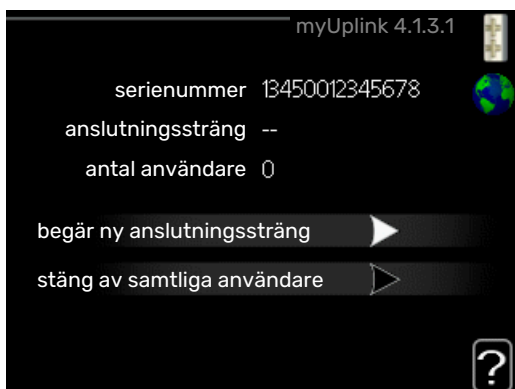 myUplink 4.1.3.1
serienummer 13450012345678
anslutningssträng --
antal användare 0
begär ny anslutningssträng
stäng av samtliga användare
?